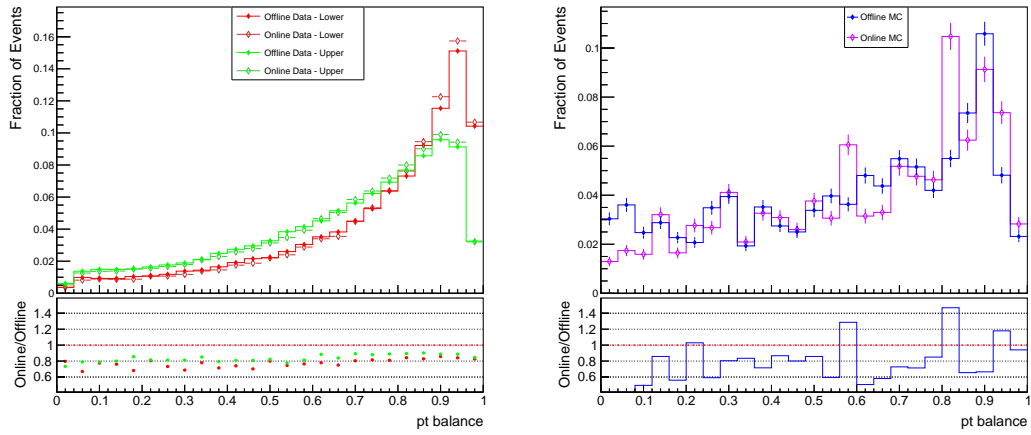 Fraction of Events
0.16
0.14
0.12
0.1
0.08
0.06
0.04
0.02
0
Offline Data - Lower
Online Data - Lower
Offline Data - Upper
Online Data - Upper
Online/Offline
1.4
1.2
1.0
0.8
0.6
0 0.1 0.2 0.3 0.4 0.5 0.6 0.7 0.8 0.9 1
pt balance
Fraction of Events
0.1
0.08
0.06
0.04
0.02
0
Offline MC
Online MC
Online/Offline
1.4
1.2
1.0
0.8
0.6
0 0.1 0.2 0.3 0.4 0.5 0.6 0.7 0.8 0.9 1
pt balance